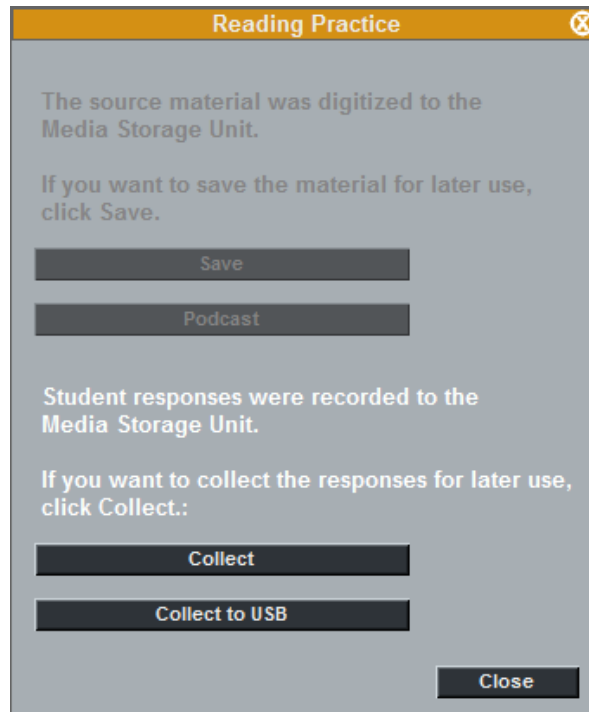 Reading Practice
The source material was digitized to the
Media Storage Unit.
If you want to save the material for later use,
click Save.
Save
Podcast
Student responses were recorded to the
Media Storage Unit.
If you want to collect the responses for later use,
click Collect.:
Collect
Collect to USB
Close